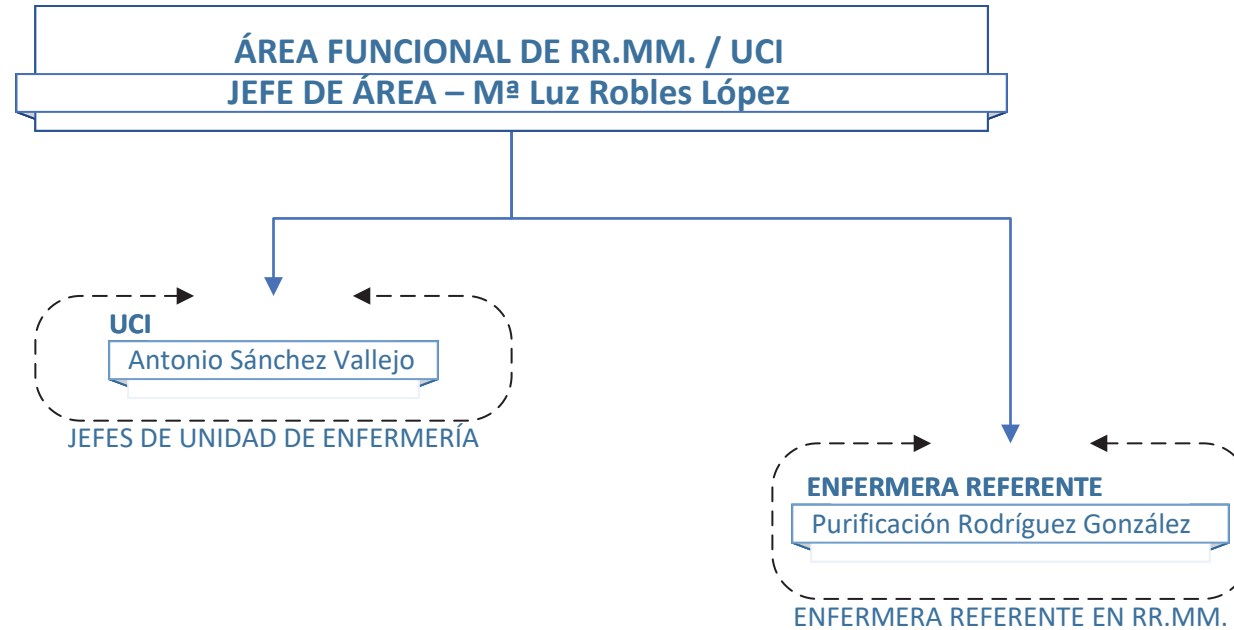 ÁREA FUNCIONAL DE RR.MM. / UCI
JEFE DE ÁREA – Mª Luz Robles López
UCI
Antonio Sánchez Vallejo
JEFES DE UNIDAD DE ENFERMERÍA
ENFERMERA REFERENTE
Purificación Rodríguez González
ENFERMERA REFERENTE EN RR.MM.